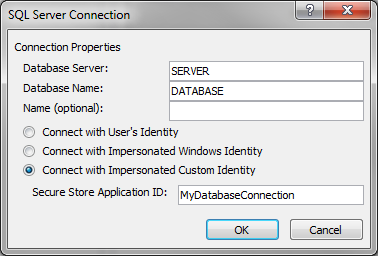 SQL Server Connection
Connection Properties
Database Server: SERVER
Database Name: DATABASE
Name (optional):
Connect with User's Identity
Connect with Impersonated Windows Identity
Connect with Impersonated Custom Identity
Secure Store Application ID: MyDatabaseConnection
OK Cancel